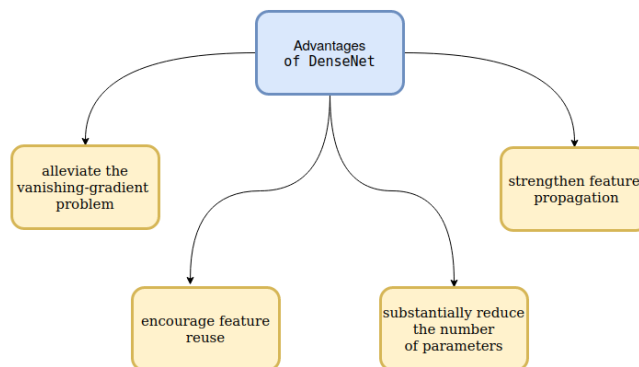 Advantages
of DenseNet
alleviate the
vanishing-gradient
problem
strengthen feature
propagation
encourage feature
reuse
substantially reduce
the number
of parameters